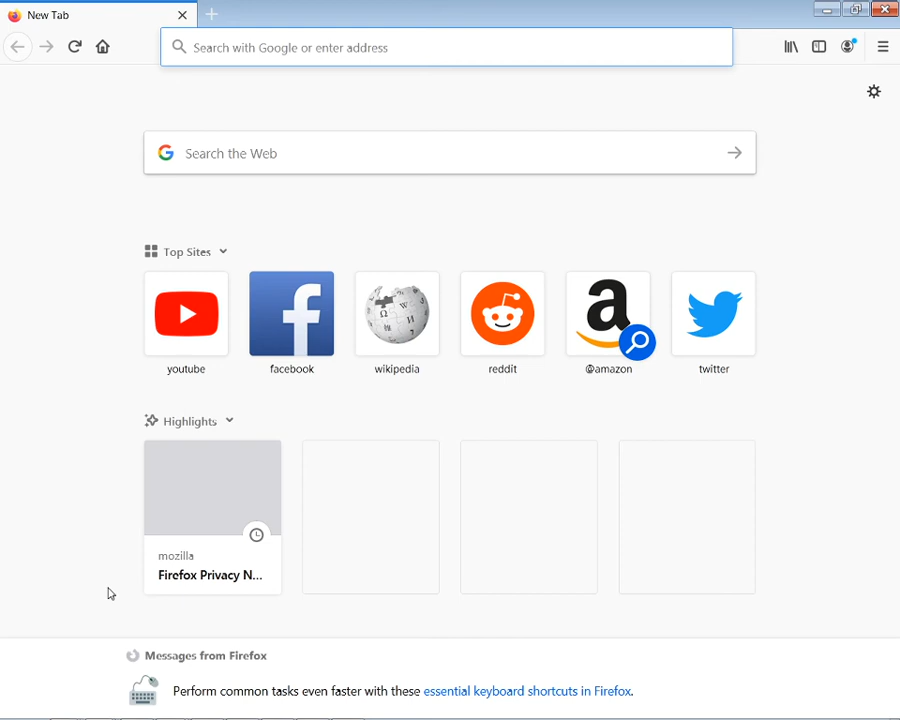 New Tab
Search with Google or enter address
Search the Web
Top Sites
youtube
facebook
wikipedia
reddit
@amazon
twitter
Highlights
mozilla
Firefox Privacy N...
Messages from Firefox
Perform common tasks even faster with these essential keyboard shortcuts in Firefox.